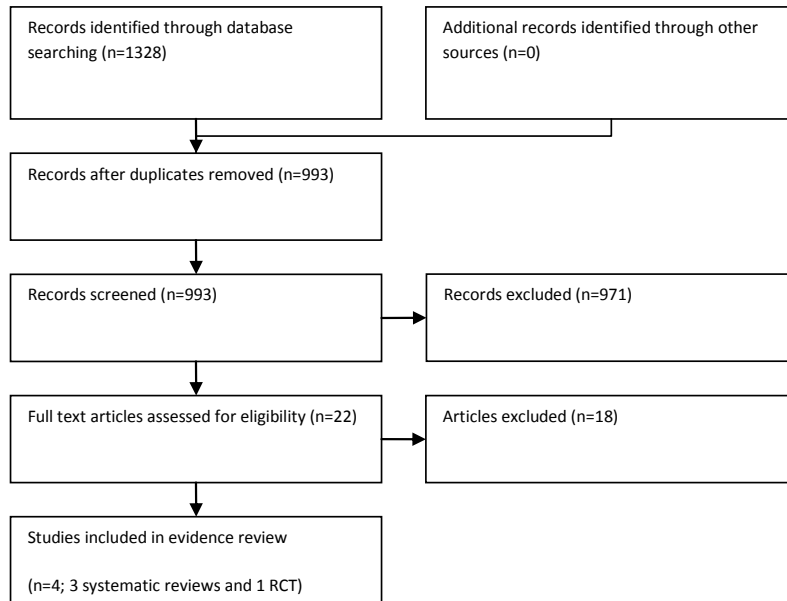 Records identified through database
searching (n=1328)
Additional records identified through other
sources (n=0)
Records after duplicates removed (n=993)
Records screened (n=993)
Records excluded (n=971)
Full text articles assessed for eligibility (n=22)
Articles excluded (n=18)
Studies included in evidence review
(n=4; 3 systematic reviews and 1 RCT)